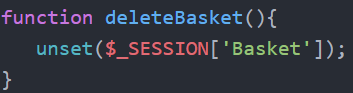 function deleteBasket(){
    unset($_SESSION['Basket']);
}